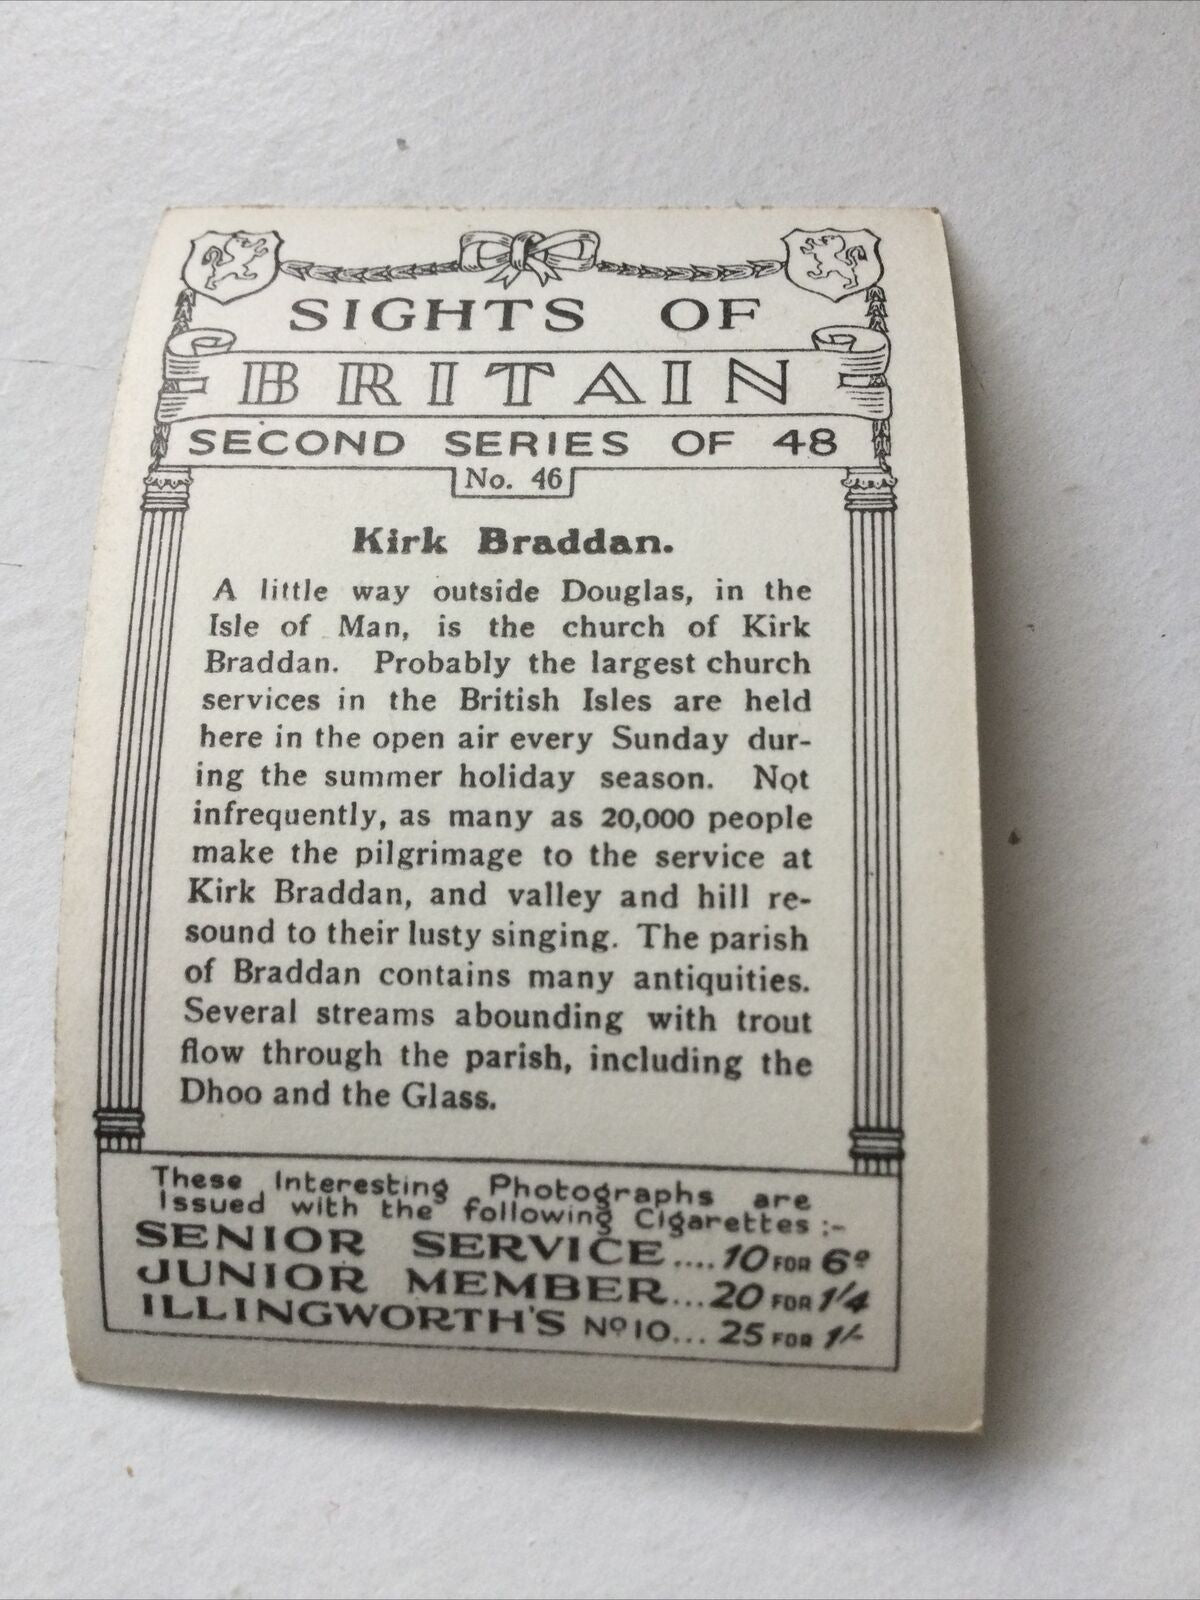 SIGHTS OF
BRITAIN
SECOND SERIES OF 48
No. 46
Kirk Braddan.
A little way outside Douglas, in the
Isle of Man, is the church of Kirk
Braddan. Probably the largest church
services in the British Isles are held
here in the open air every Sunday dur-
ing the summer holiday season. Not
infrequently, as many as 20,000 people
make the pilgrimage to the service at
Kirk Braddan, and valley and hill re-
sound to their lusty singing. The parish
of Braddan contains many antiquities.
Several streams abounding with trout
flow through the parish, including the
Dhoo and the Glass.
These Interesting Photographs are
Issued with the following Cigarettes :-
SENIOR SERVICE.... 10 FOR 6D
JUNIOR MEMBER... 20 FOR 1/4
ILLINGWORTH'S No 10... 25 FOR 1/-